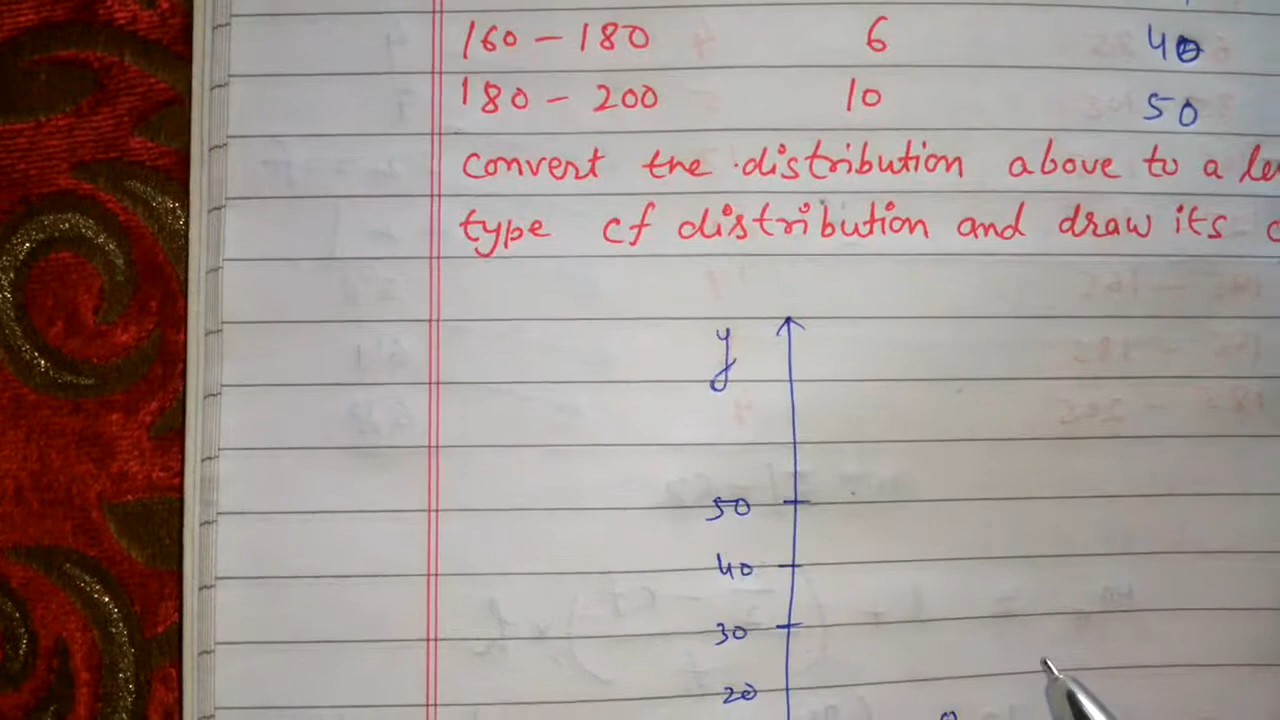 160 - 180 6 40
180 - 200 10 50
convert the distribution above to a
type cf distribution and draw its
y
50
40
30
20